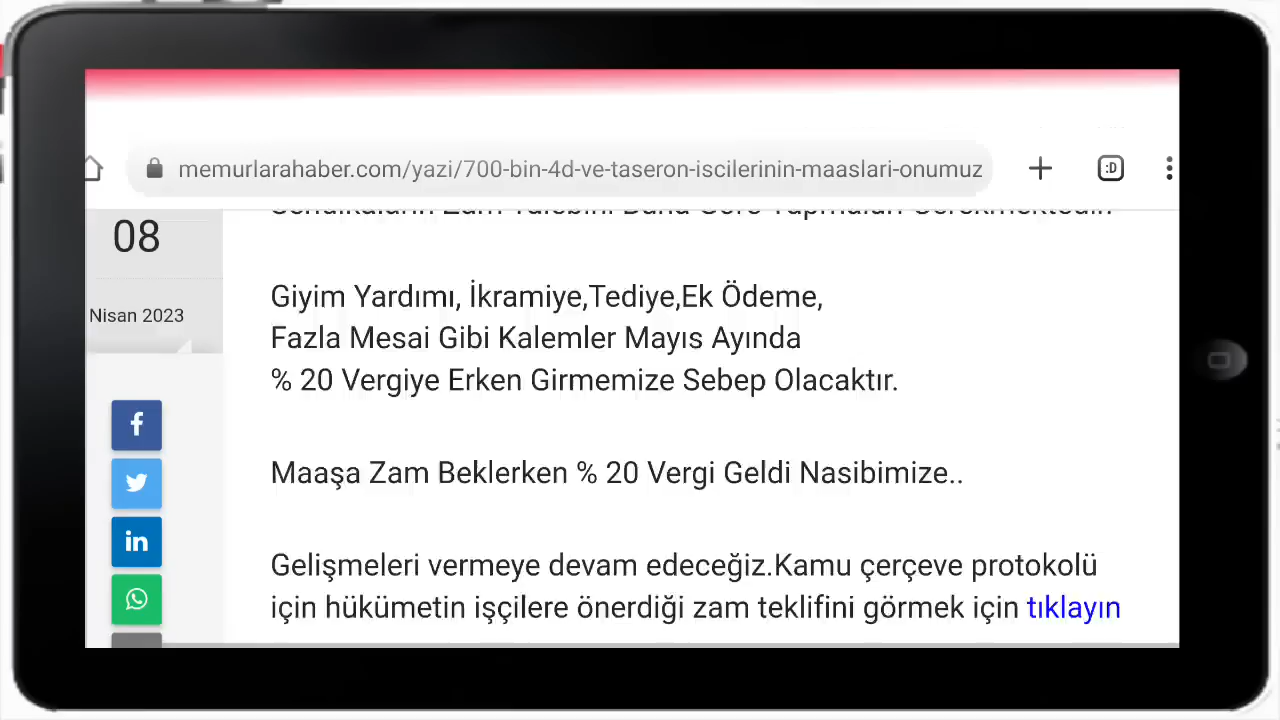 memurlarahaber.com/yazi/700-bin-4d-ve-taseron-iscilerinin-maaslari-onumuz
:D
08
Nisan 2023
Giyim Yardımı, İkramiye,Tediye,Ek Ödeme,
Fazla Mesai Gibi Kalemler Mayıs Ayında
% 20 Vergiye Erken Girmemize Sebep Olacaktır.
Maaşa Zam Beklerken % 20 Vergi Geldi Nasibimize..
Gelişmeleri vermeye devam edeceğiz.Kamu çerçeve protokolü
için hükümetin işçilere önerdiği zam teklifini görmek için tıklayın